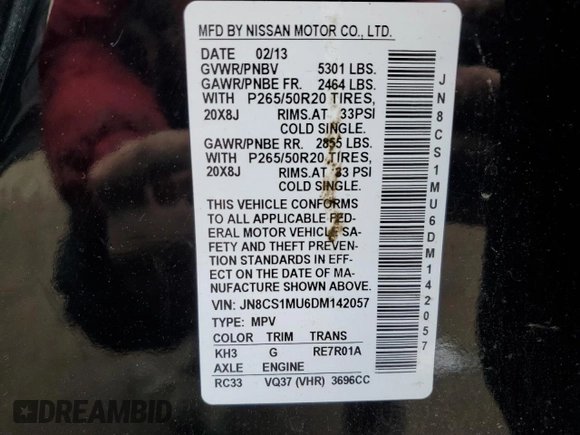 MFD BY NISSAN MOTOR CO., LTD.
DATE 02/13
GVWR/PNBV 5301 LBS.
GAWR/PNBE FR. 2464 LBS.
WITH P265/50R20 TIRES,
20X8J RIMS.AT 33PSI
COLD SINGLE.
GAWR/PNBE RR. 2855 LBS.
WITH P265/50R20 TIRES,
20X8J RIMS.AT 33 PSI
COLD SINGLE.
THIS VEHICLE CONFORMS
TO ALL APPLICABLE FED-
ERAL MOTOR VEHICLE SA-
FETY AND THEFT PREVEN-
TION STANDARDS IN EFF-
ECT ON THE DATE OF MA-
NUFACTURE SHOWN ABOVE.
VIN: JN8CS1MU6DM142057
TYPE: MPV
COLOR TRIM TRANS
KH3 G RE7R01A
AXLE ENGINE
RC33 VQ37 (VHR) 3696CC
JN8CS1MU6DM142057
DREAMBID